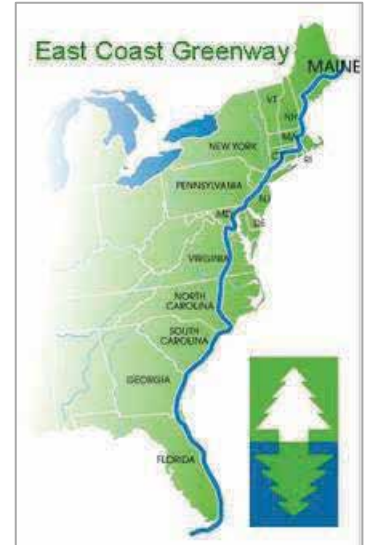 East Coast Greenway
MAINE
VT
NH
MA
NEW YORK
CT
RI
PENNSYLVANIA
NJ
MD
DE
VIRGINIA
NORTH
CAROLINA
SOUTH
CAROLINA
GEORGIA
FLORIDA